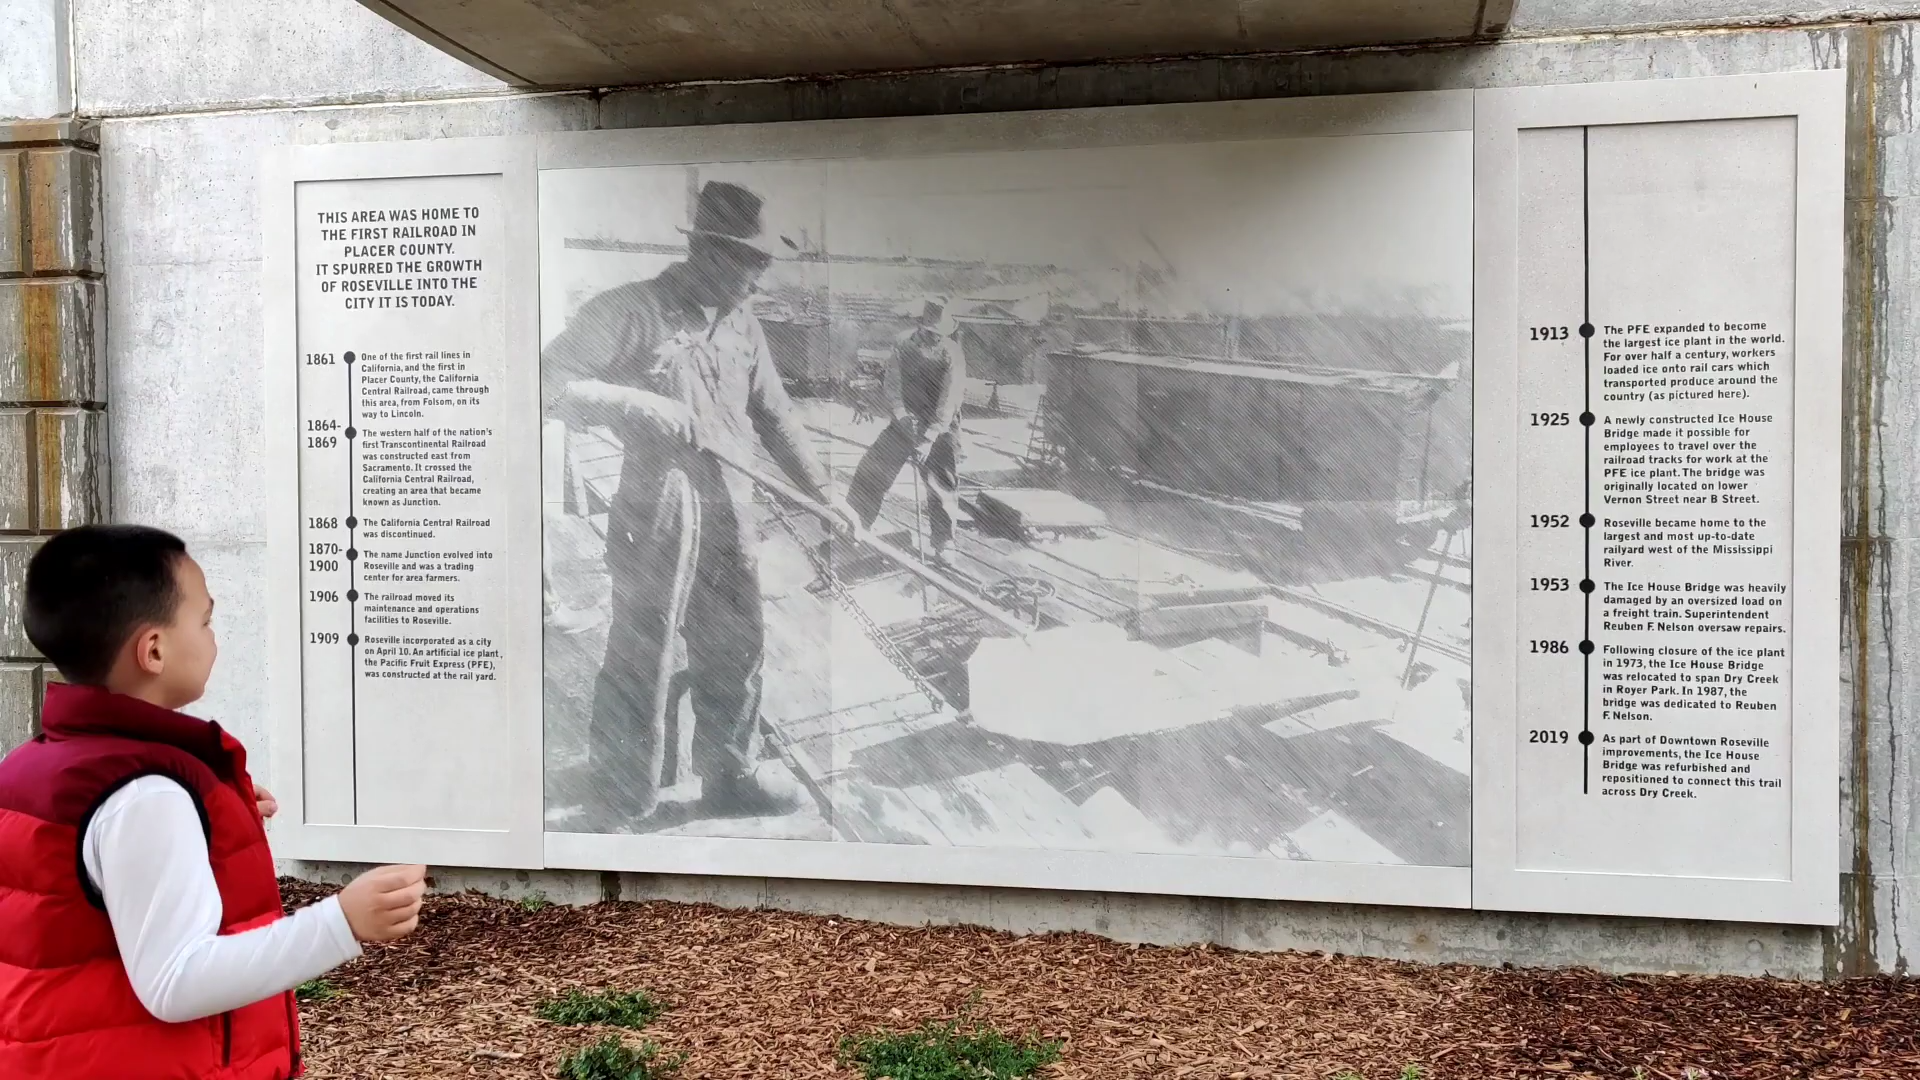 THIS AREA WAS HOME TO
THE FIRST RAILROAD IN
PLACER COUNTY.
IT SPURRED THE GROWTH
OF ROSEVILLE INTO THE
CITY IT IS TODAY.
1861
One of the first rail lines in
California, and the first in
Placer County, the California
Central Railroad, came through
this area, from Folsom, on its
way to Lincoln.
1864-
1869
The western half of the nation's
first Transcontinental Railroad
was constructed east from
Sacramento. It crossed the
California Central Railroad,
creating an area that became
known as Junction.
1868
The California Central Railroad
was discontinued.
1870-
1900
The name Junction evolved into
Roseville and was a trading
center for area farmers.
1906
The railroad moved its
maintenance and operations
facilities to Roseville.
1909
Roseville incorporated as a city
on April 10. An artificial ice plant,
the Pacific Fruit Express (PFE),
was constructed at the rail yard.
1913
The PFE expanded to become
the largest ice plant in the world.
For over half a century, workers
loaded ice onto rail cars which
transported produce around the
country (as pictured here).
1925
A newly constructed Ice House
Bridge made it possible for
employees to travel over the
railroad tracks for work at the
PFE ice plant. The bridge was
originally located on lower
Vernon Street near B Street.
1952
Roseville became home to the
largest and most up-to-date
railyard west of the Mississippi
River.
1953
The Ice House Bridge was heavily
damaged by an oversized load on
a freight train. Superintendent
Reuben F. Nelson oversaw repairs.
1986
Following closure of the ice plant
in 1973, the Ice House Bridge
was relocated to span Dry Creek
in Royer Park. In 1987, the
bridge was dedicated to Reuben
F. Nelson.
2019
As part of Downtown Roseville
improvements, the Ice House
Bridge was refurbished and
repositioned to connect this trail
across Dry Creek.